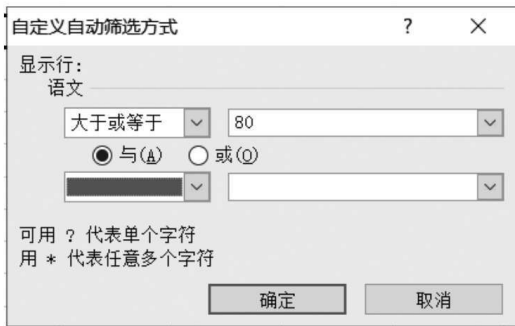 自定义自动筛选方式 ? ×
显示行:
语文
大于或等于 80
与(A) 或(O)
可用 ? 代表单个字符
用 * 代表任意多个字符
确定 取消